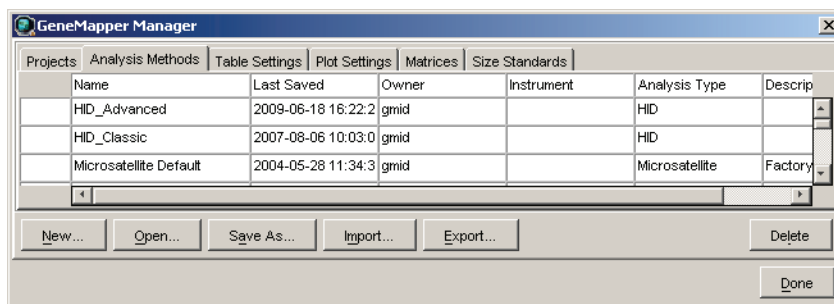 GeneMapper Manager
Projects Analysis Methods Table Settings Plot Settings Matrices Size Standards
Name Last Saved Owner Instrument Analysis Type Descrip
HID_Advanced 2009-06-18 16:22:2 gmid HID
HID_Classic 2007-08-06 10:03:0 gmid HID
Microsatellite Default 2004-05-28 11:34:3 gmid Microsatellite Factory
New... Open... Save As... Import... Export... Delete
Done